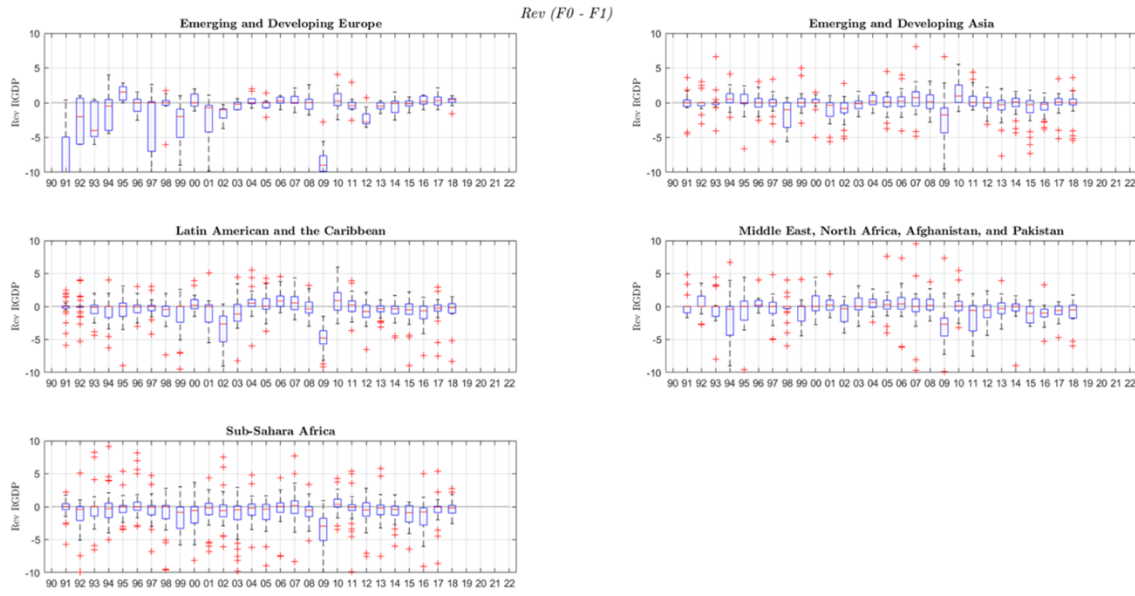 Rev (F0 - F1)
Emerging and Developing Europe
10
5
0
-5
-10
Rev RGDP
90 91 92 93 94 95 96 97 98 99 00 01 02 03 04 05 06 07 08 09 10 11 12 13 14 15 16 17 18 19 20 21 22
Emerging and Developing Asia
10
5
0
-5
-10
Rev RGDP
90 91 92 93 94 95 96 97 98 99 00 01 02 03 04 05 06 07 08 09 10 11 12 13 14 15 16 17 18 19 20 21 22
Latin American and the Caribbean
10
5
0
-5
-10
Rev RGDP
90 91 92 93 94 95 96 97 98 99 00 01 02 03 04 05 06 07 08 09 10 11 12 13 14 15 16 17 18 19 20 21 22
Middle East, North Africa, Afghanistan, and Pakistan
10
5
0
-5
-10
Rev RGDP
90 91 92 93 94 95 96 97 98 99 00 01 02 03 04 05 06 07 08 09 10 11 12 13 14 15 16 17 18 19 20 21 22
Sub-Sahara Africa
10
5
0
-5
-10
Rev RGDP
90 91 92 93 94 95 96 97 98 99 00 01 02 03 04 05 06 07 08 09 10 11 12 13 14 15 16 17 18 19 20 21 22